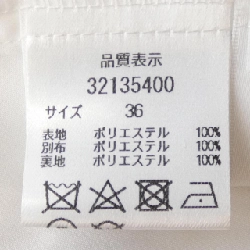 品質表示
32135400
サイズ 36
表地 ポリエステル 100%
別布 ポリエステル 100%
裏地 ポリエステル 100%